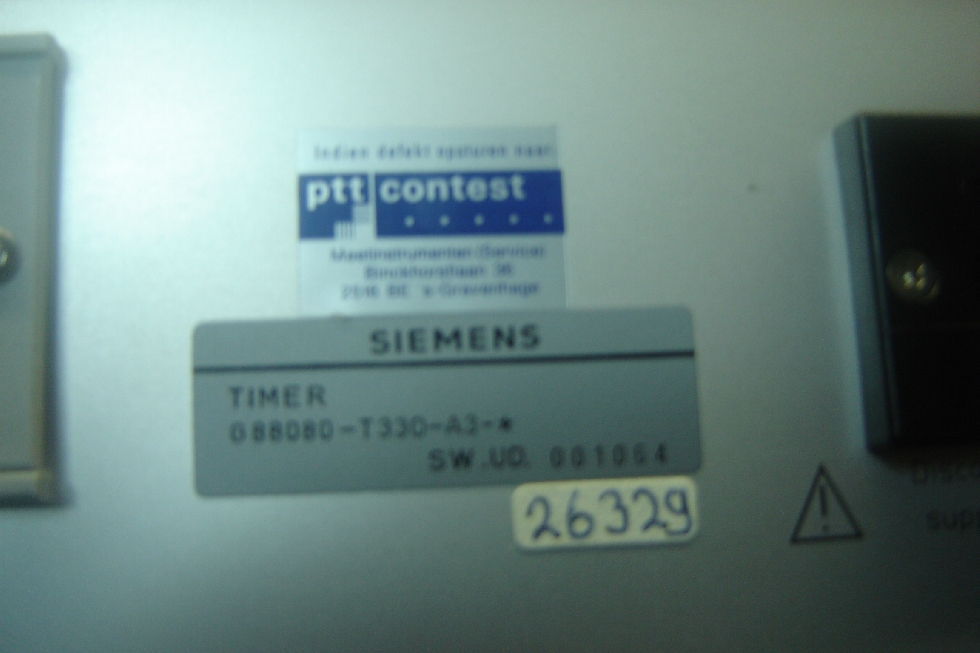 Indien defekt opsturen naar:
ptt contest
Meetinstrumenten (Service)
Binckhorstlaan 36
2516 BE 's-Gravenhage
SIEMENS
TIMER
G88080-T330-A3-*
SW.UD. 001064
26329